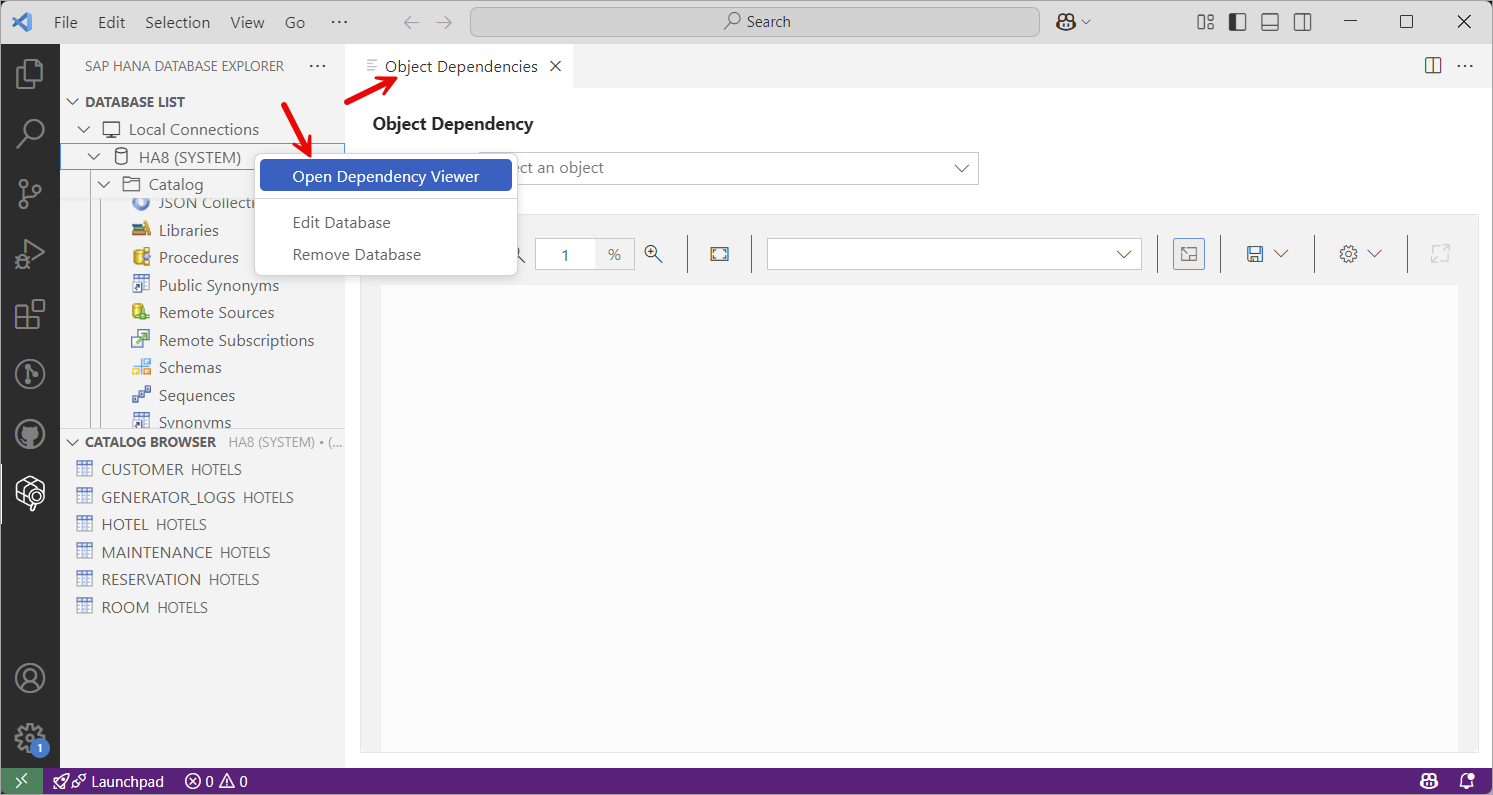 File Edit Selection View Go ··· Search
SAP HANA DATABASE EXPLORER ···
Object Dependencies
DATABASE LIST
Local Connections
HA8 (SYSTEM)
Catalog
JSON Collecti
Libraries
Procedures
Public Synonyms
Remote Sources
Remote Subscriptions
Schemas
Sequences
Synonyms
Open Dependency Viewer
Edit Database
Remove Database
Object Dependency
ct an object
1 %
CATALOG BROWSER HA8 (SYSTEM) • (...
CUSTOMER HOTELS
GENERATOR_LOGS HOTELS
HOTEL HOTELS
MAINTENANCE HOTELS
RESERVATION HOTELS
ROOM HOTELS
1
Launchpad 0 0